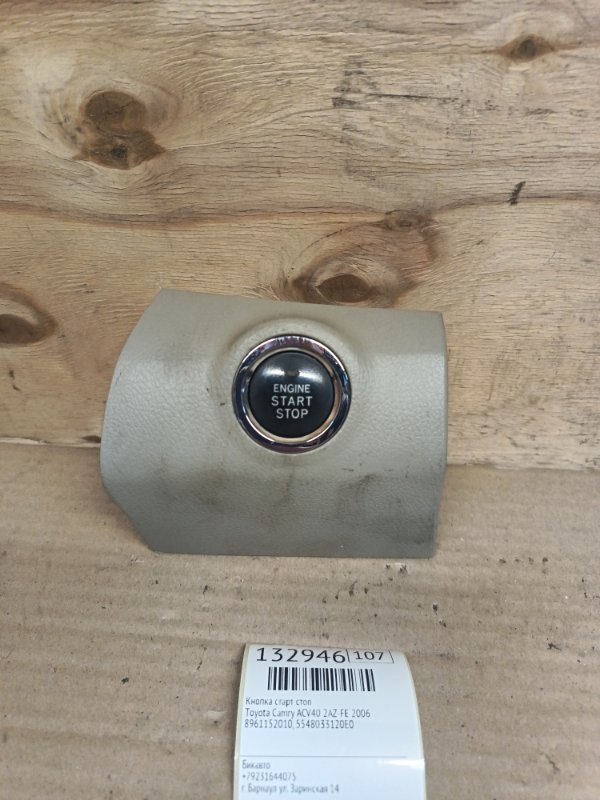 ENGINE
START
STOP
132946 107
Кнопка старт стоп
Toyota Camry ACV40 2AZ-FE 2006
8961152010, 5548033120E0
Бикавто
+79231644075
г. Барнаул ул. Заринская 14